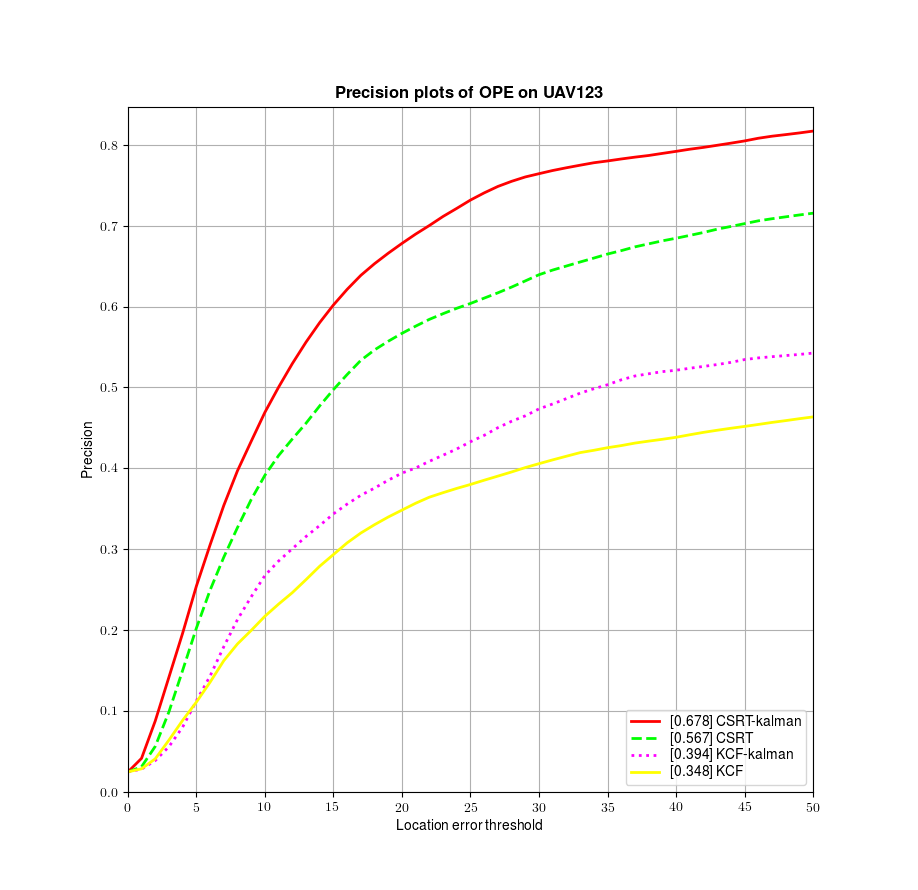 Precision plots of OPE on UAV123
Precision
0.8
0.7
0.6
0.5
0.4
0.3
0.2
0.1
0.0
0 5 10 15 20 25 30 35 40 45 50
Location error threshold
[0.678] CSRT-kalman
[0.567] CSRT
[0.394] KCF-kalman
[0.348] KCF